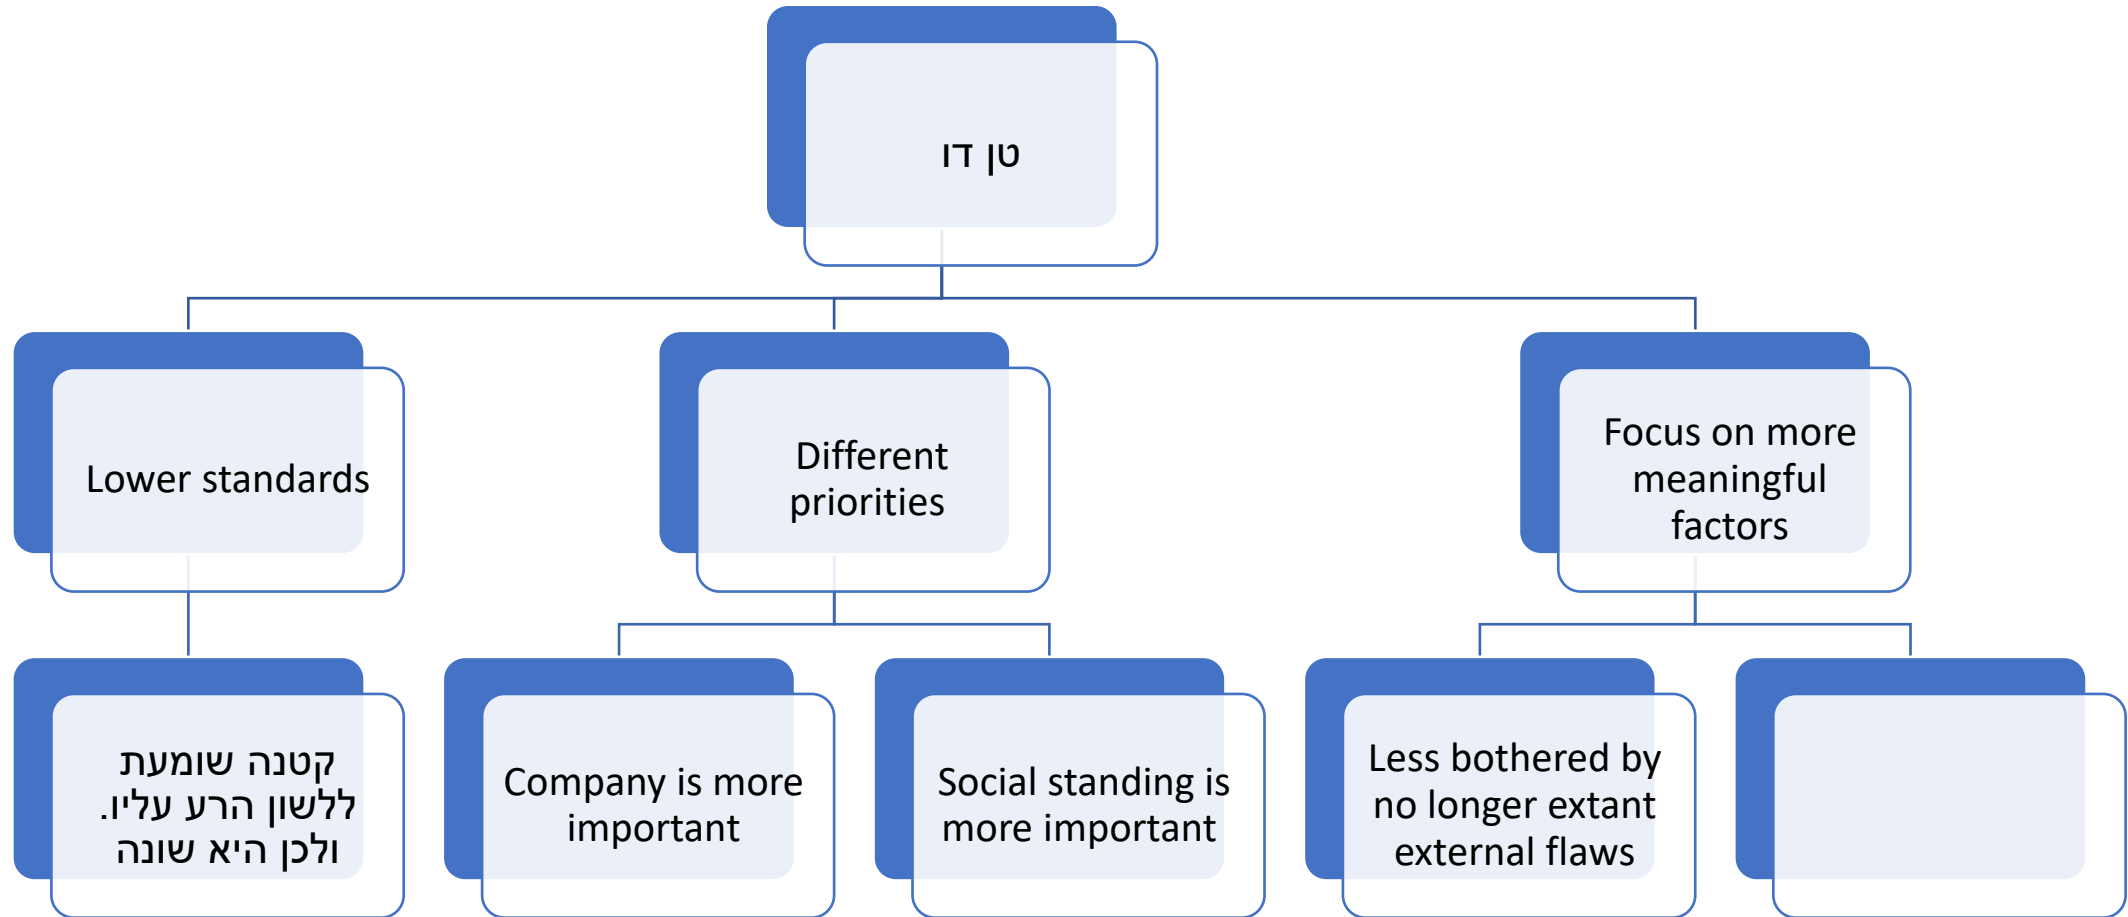 טן דו
Lower standards
Different
priorities
Focus on more
meaningful
factors
קטנה שומעת
ללשון הרע עליו.
ולכן היא שונה
Company is more
important
Social standing is
more important
Less bothered by
no longer extant
external flaws